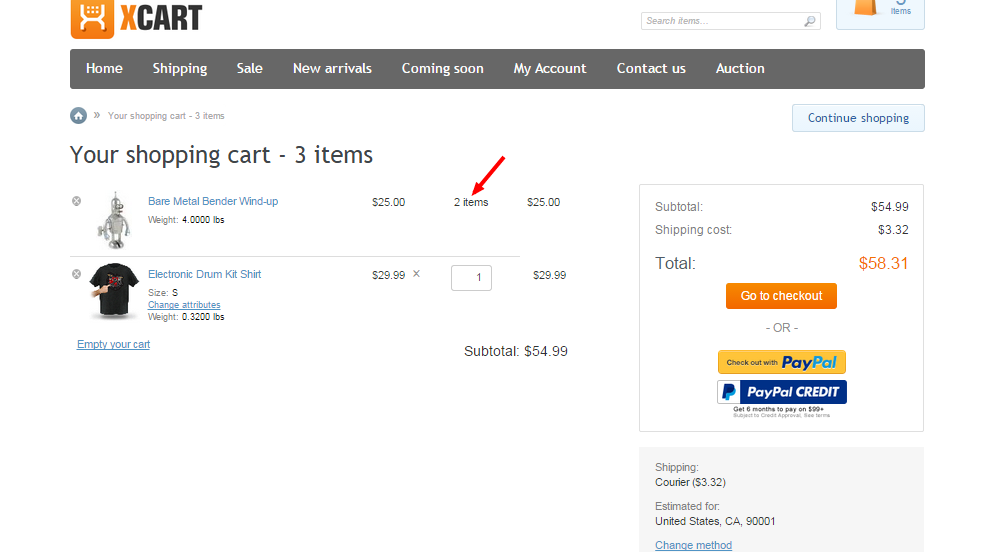 XCART
Search items...
Items
Home Shipping Sale New arrivals Coming soon My Account Contact us Auction
» Your shopping cart - 3 items
Continue shopping
Your shopping cart - 3 items
Bare Metal Bender Wind-up $25.00 2 items $25.00
Weight: 4.0000 lbs
Electronic Drum Kit Shirt $29.99 × 1 $29.99
Size: S
Change attributes
Weight: 0.3200 lbs
Empty your cart
Subtotal: $54.99
Subtotal: $54.99
Shipping cost: $3.32
Total: $58.31
Go to checkout
- OR -
Check out with PayPal
PayPal CREDIT
Get 6 months to pay on $99+
Subject to Credit Approval. See terms
Shipping:
Courier ($3.32)
Estimated for:
United States, CA, 90001
Change method